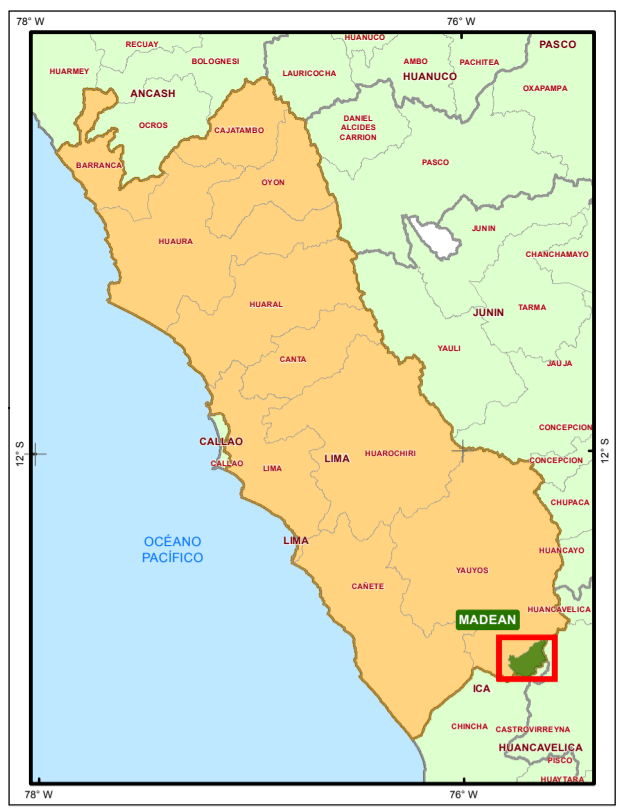 78° W
76° W
HUANUCO
PASCO
RECUAY
BOLOGNESI
AMBO
PACHITEA
HUARMEY
LAURICOCHA
HUANUCO
OXAPAMPA
ANCASH
DANIEL
ALCIDES
CARRION
OCROS
CAJATAMBO
PASCO
BARRANCA
OYON
JUNIN
HUAURA
CHANCHAMAYO
HUARAL
TARMA
JUNIN
YAULI
CANTA
JAUJA
CONCEPCION
CALLAO
12° S
12° S
CALLAO
LIMA
LIMA
HUAROCHIRI
CONCEPCION
CHUPACA
LIMA
OCÉANO
PACÍFICO
HUANCAYO
YAUYOS
CAÑETE
HUANCAVELICA
MADEAN
ICA
CHINCHA
CASTROVIRREYNA
HUANCAVELICA
PISCO
HUAYTARA
78° W
76° W